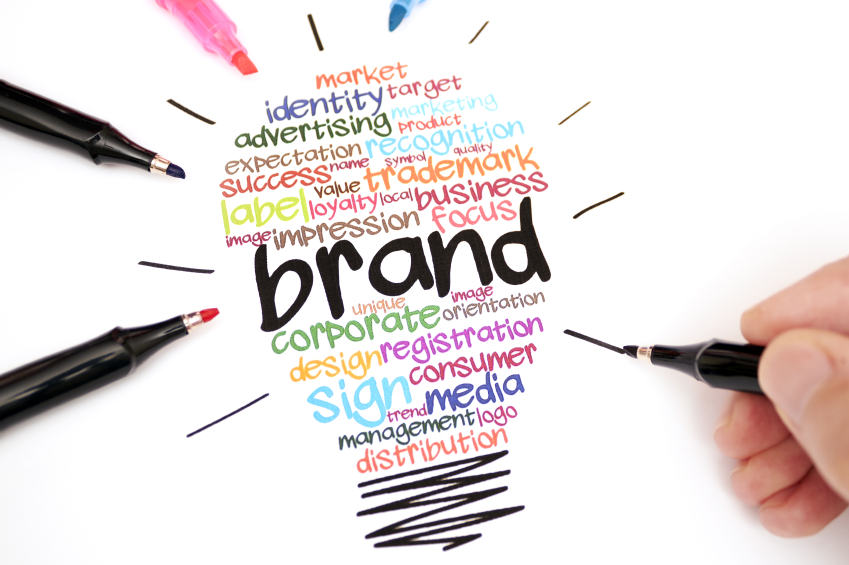 market
identity target
marketing
advertising product
recognition
expectation name symbol quality
success value trademark
label loyalty local business
image impression focus
brand
unique image
corporate orientation
design registration
consumer
sign trend media
management logo
distribution